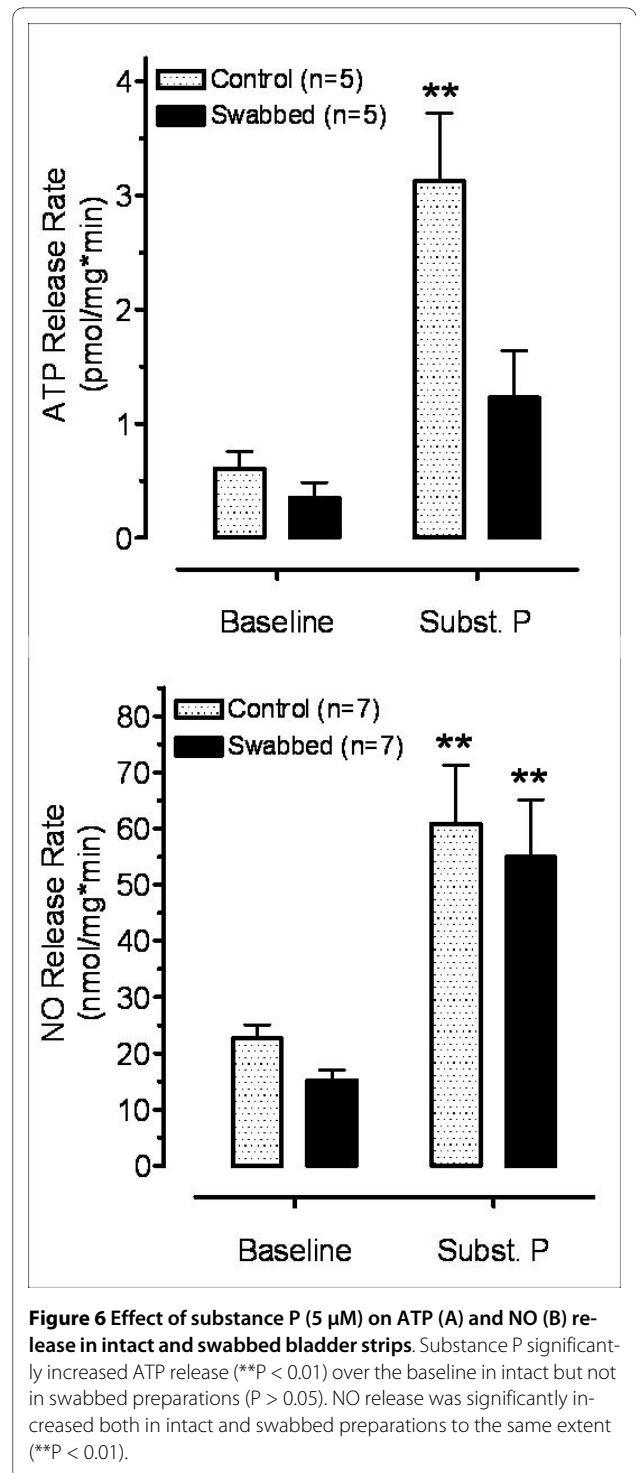 Control (n=5)
Swabbed (n=5)
**
4
3
2
1
0
ATP Release Rate
(pmol/mg*min)
Baseline Subst. P
Control (n=7)
Swabbed (n=7)
**
**
80
70
60
50
40
30
20
10
0
NO Release Rate
(nmol/mg*min)
Baseline Subst. P
Figure 6 Effect of substance P (5 μM) on ATP (A) and NO (B) re-
lease in intact and swabbed bladder strips. Substance P significant-
ly increased ATP release (**P < 0.01) over the baseline in intact but not
in swabbed preparations (P > 0.05). NO release was significantly in-
creased both in intact and swabbed preparations to the same extent
(**P < 0.01).